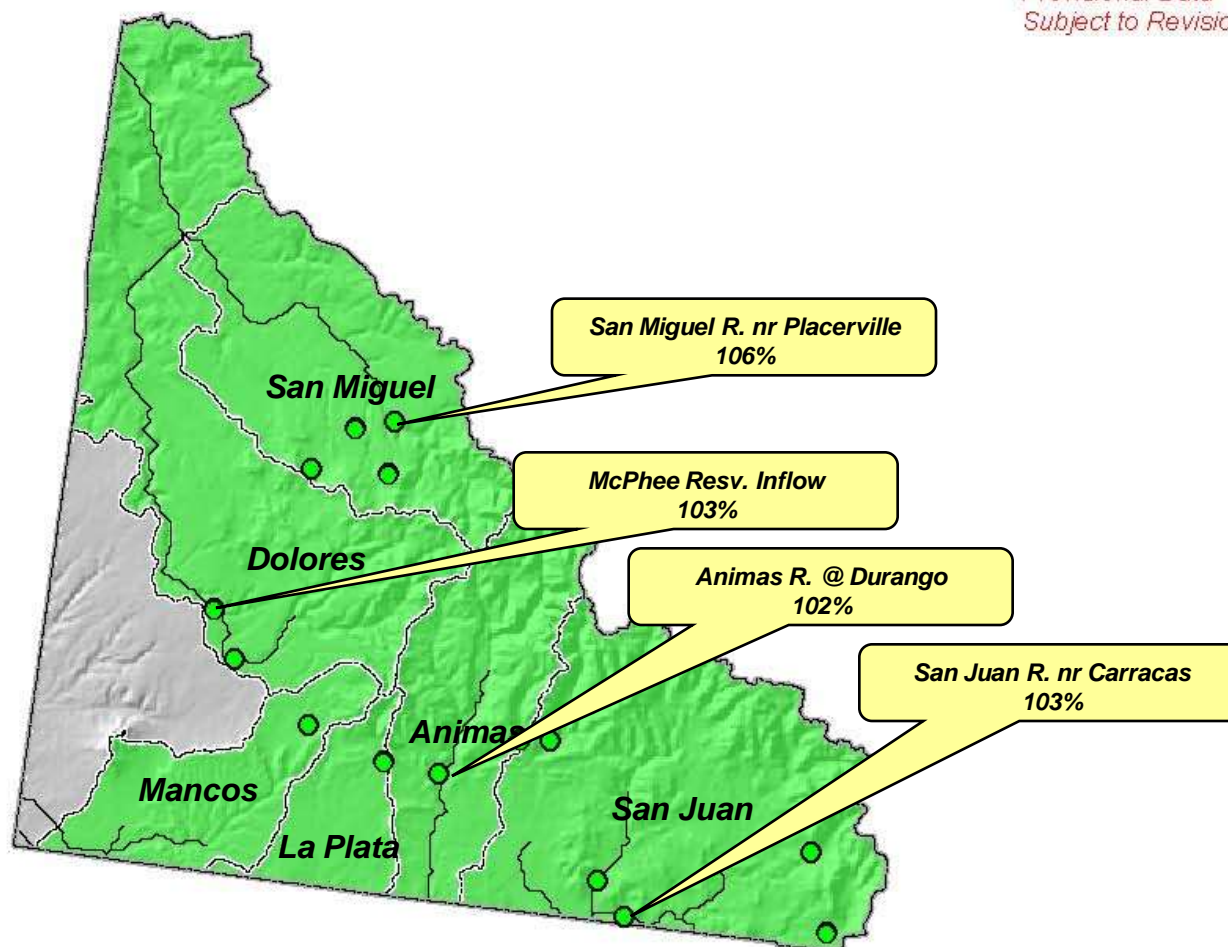 Subject to Revisio
San Miguel R. nr Placerville
106%
San Miguel
McPhee Resv. Inflow
103%
Dolores
Animas R. @ Durango
102%
San Juan R. nr Carracas
103%
Animas
Mancos
San Juan
La Plata